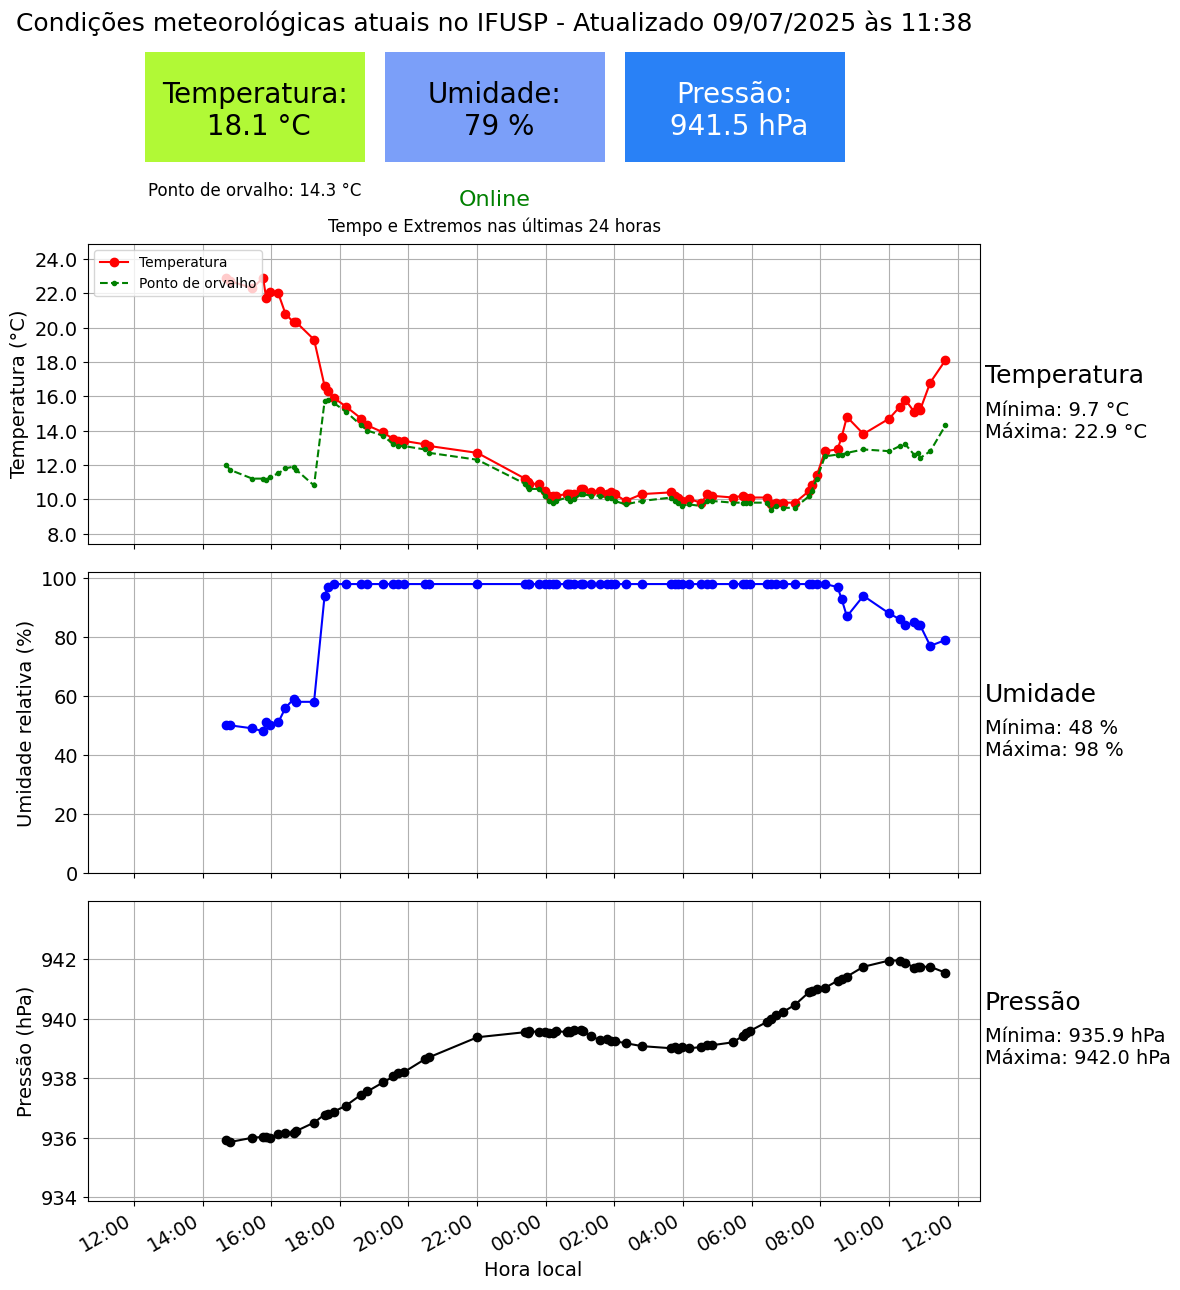 Condições meteorológicas atuais no IFUSP - Atualizado 09/07/2025 às 11:38
Temperatura:
18.1 °C
Umidade:
79 %
Pressão:
941.5 hPa
Ponto de orvalho: 14.3 °C
Online
Tempo e Extremos nas últimas 24 horas
Temperatura (°C)
24.0
22.0
20.0
18.0
16.0
14.0
12.0
10.0
8.0
Temperatura
Ponto de orvalho
Temperatura
Mínima: 9.7 °C
Máxima: 22.9 °C
Umidade relativa (%)
100
80
60
40
20
0
Umidade
Mínima: 48 %
Máxima: 98 %
Pressão (hPa)
942
940
938
936
934
Pressão
Mínima: 935.9 hPa
Máxima: 942.0 hPa
12:00 14:00 16:00 18:00 20:00 22:00 00:00 02:00 04:00 06:00 08:00 10:00 12:00
Hora local